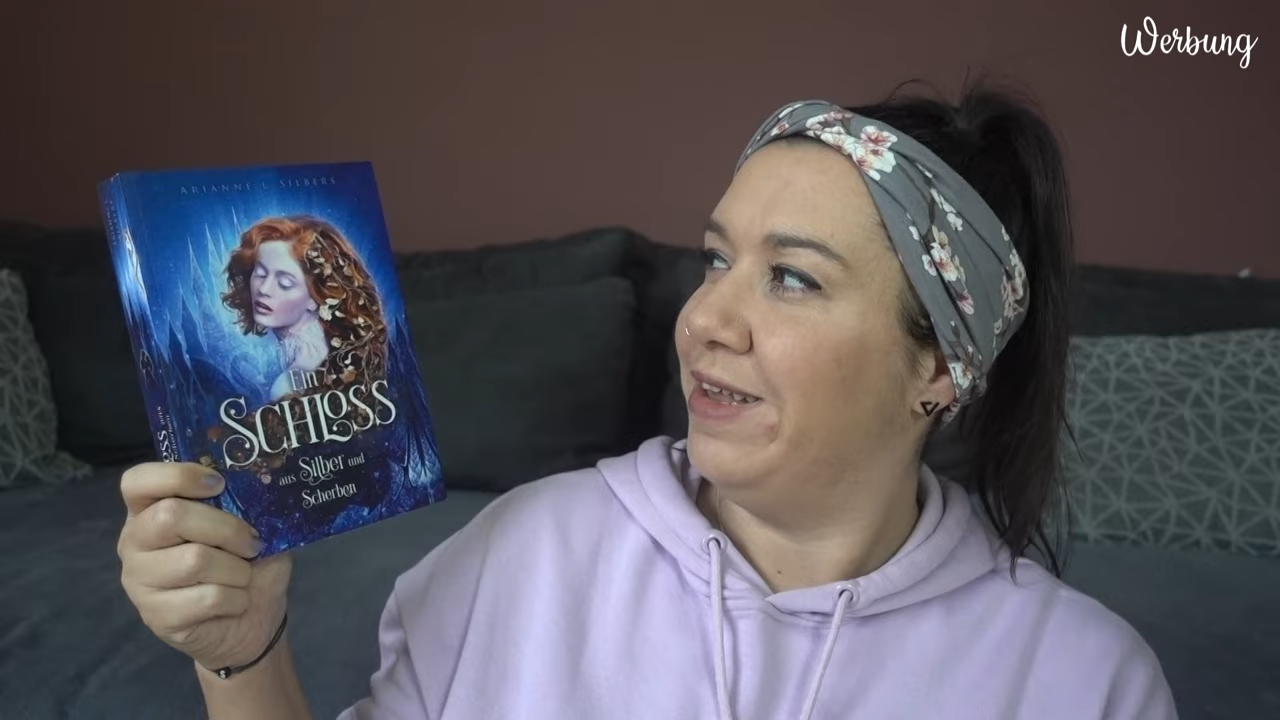 Werbung
ARIANNE L. SILBERS
EIN
SCHLOSS
aus Silber und
Scherben